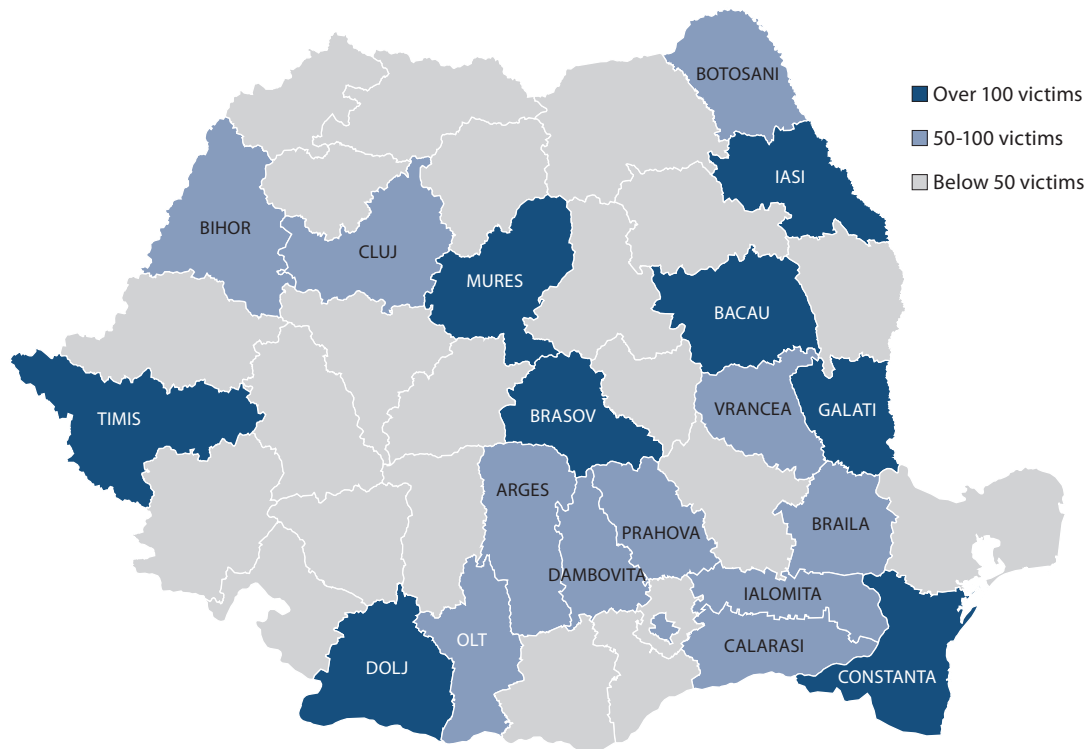 BOTOSANI
Over 100 victims
50-100 victims
IASI
Below 50 victims
BIHOR
CLUJ
MURES
BACAU
TIMIS
BRASOV
VRANCEA
GALATI
ARGES
PRAHOVA
BRAILA
DAMBOVITA
IALOMITA
OLT
CALARASI
DOLJ
CONSTANTA